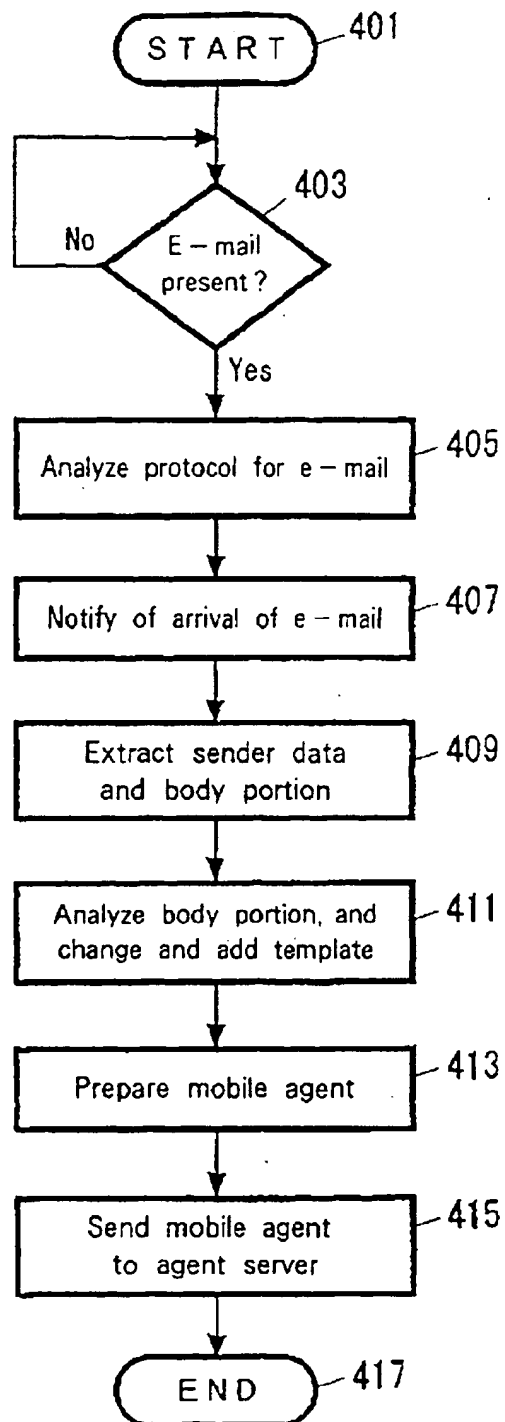 START
401
403
No
E-mail
present?
Yes
Analyze protocol for e-mail
405
Notify of arrival of e-mail
407
Extract sender data
and body portion
409
Analyze body portion, and
change and add template
411
Prepare mobile agent
413
Send mobile agent
to agent server
415
END
417